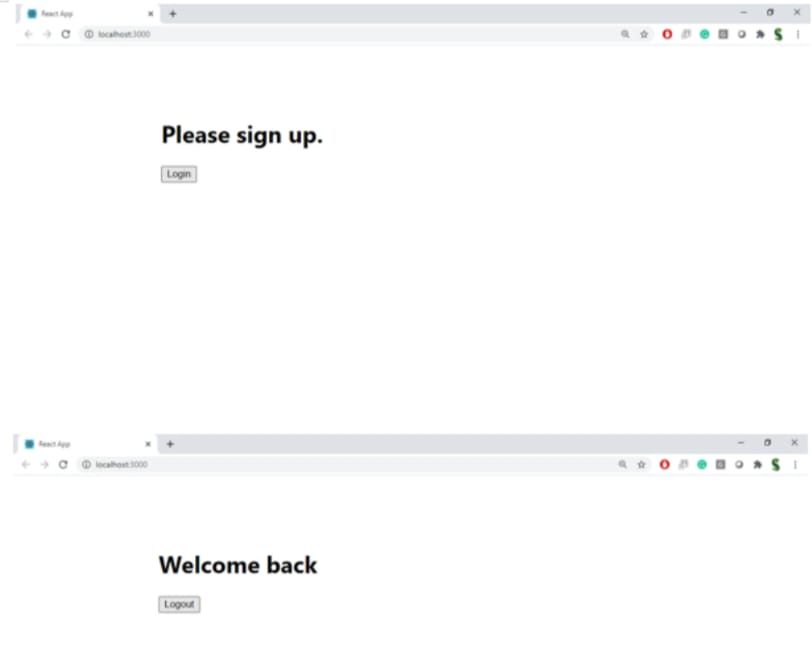 React App
localhost:3000
Please sign up.
Login
React App
localhost:3000
Welcome back
Logout